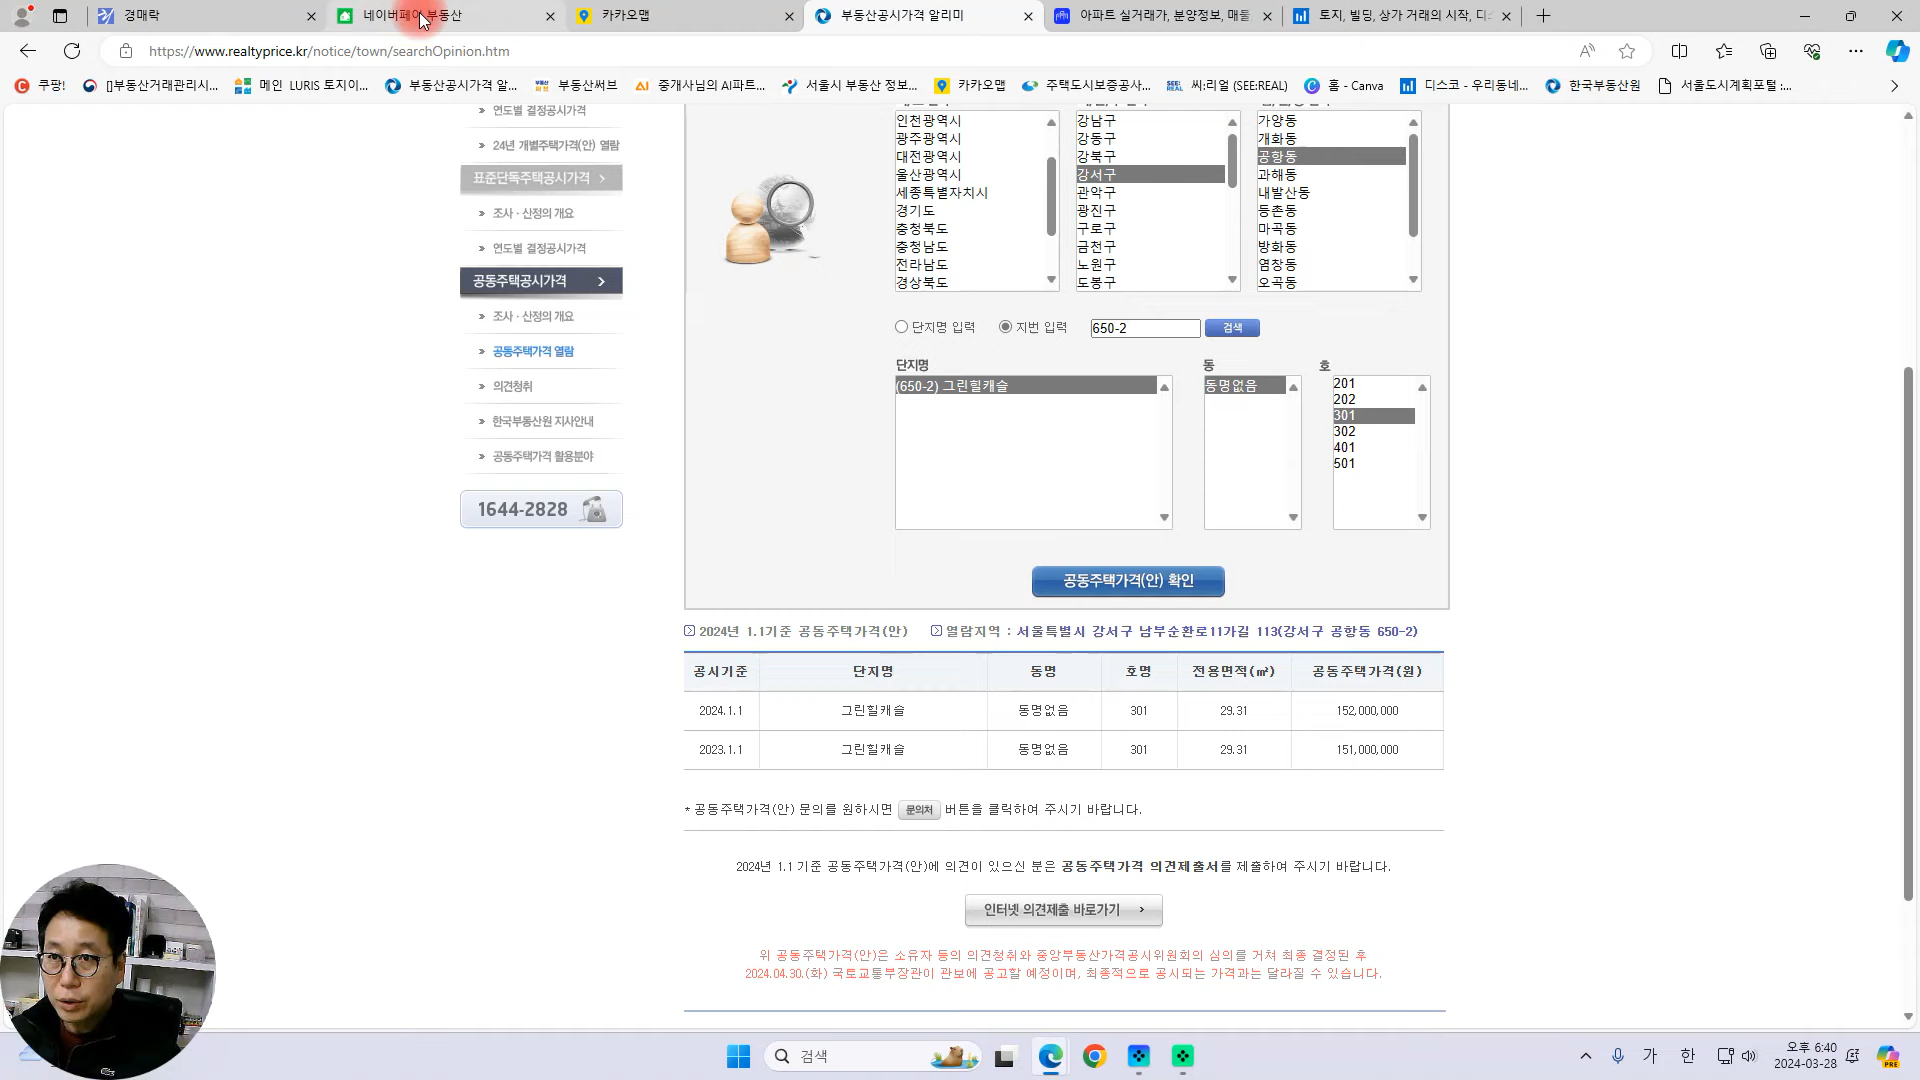 경매락
네이버페이 부동산
카카오맵
부동산공시가격 알리미
아파트 실거래가, 분양정보, 매물
토지, 빌딩, 상가 거래의 시작, 디스
https://www.realtyprice.kr/notice/town/searchOpinion.htm
쿠팡!
[]부동산거래관리시...
메인 LURIS 토지이...
부동산공시가격 알...
부동산써브
중개사님의 AI파트...
서울시 부동산 정보...
카카오맵
주택도시보증공사...
씨:리얼 (SEE:REAL)
홈 - Canva
디스코 - 우리동네...
한국부동산원
서울도시계획포털 :...
연도별 결정공시가격
24년 개별주택가격(안) 열람
표준단독주택공시가격
조사·산정의 개요
연도별 결정공시가격
공동주택공시가격
조사·산정의 개요
공동주택가격 열람
의견청취
한국부동산원 지사안내
공동주택가격 활용분야
1644-2828
인천광역시
광주광역시
대전광역시
울산광역시
세종특별자치시
경기도
충청북도
충청남도
전라남도
경상북도
강남구
강동구
강북구
강서구
관악구
광진구
구로구
금천구
노원구
도봉구
가양동
개화동
공항동
과해동
내발산동
등촌동
마곡동
방화동
염창동
오곡동
단지명 입력 지번 입력 650-2 검색
단지명 동 호
(650-2) 그린힐캐슬
동명없음
201
202
301
302
401
501
공동주택가격(안) 확인
2024년 1.1기준 공동주택가격(안) 열람지역 : 서울특별시 강서구 남부순환로11가길 113(강서구 공항동 650-2)
공시기준 단지명 동명 호명 전용면적(㎡) 공동주택가격(원)
2024.1.1 그린힐캐슬 동명없음 301 29.31 152,000,000
2023.1.1 그린힐캐슬 동명없음 301 29.31 151,000,000
* 공동주택가격(안) 문의를 원하시면 문의처 버튼을 클릭하여 주시기 바랍니다.
2024년 1.1 기준 공동주택가격(안)에 의견이 있으신 분은 공동주택가격 의견제출서를 제출하여 주시기 바랍니다.
인터넷 의견제출 바로가기
위 공동주택가격(안)은 소유자 등의 의견청취와 중앙부동산가격공시위원회의 심의를 거쳐 최종 결정된 후
2024.04.30.(화) 국토교통부장관이 관보에 공고할 예정이며, 최종적으로 공시되는 가격과는 달라질 수 있습니다.
검색
가
한
오후 6:40
2024-03-28
PRE